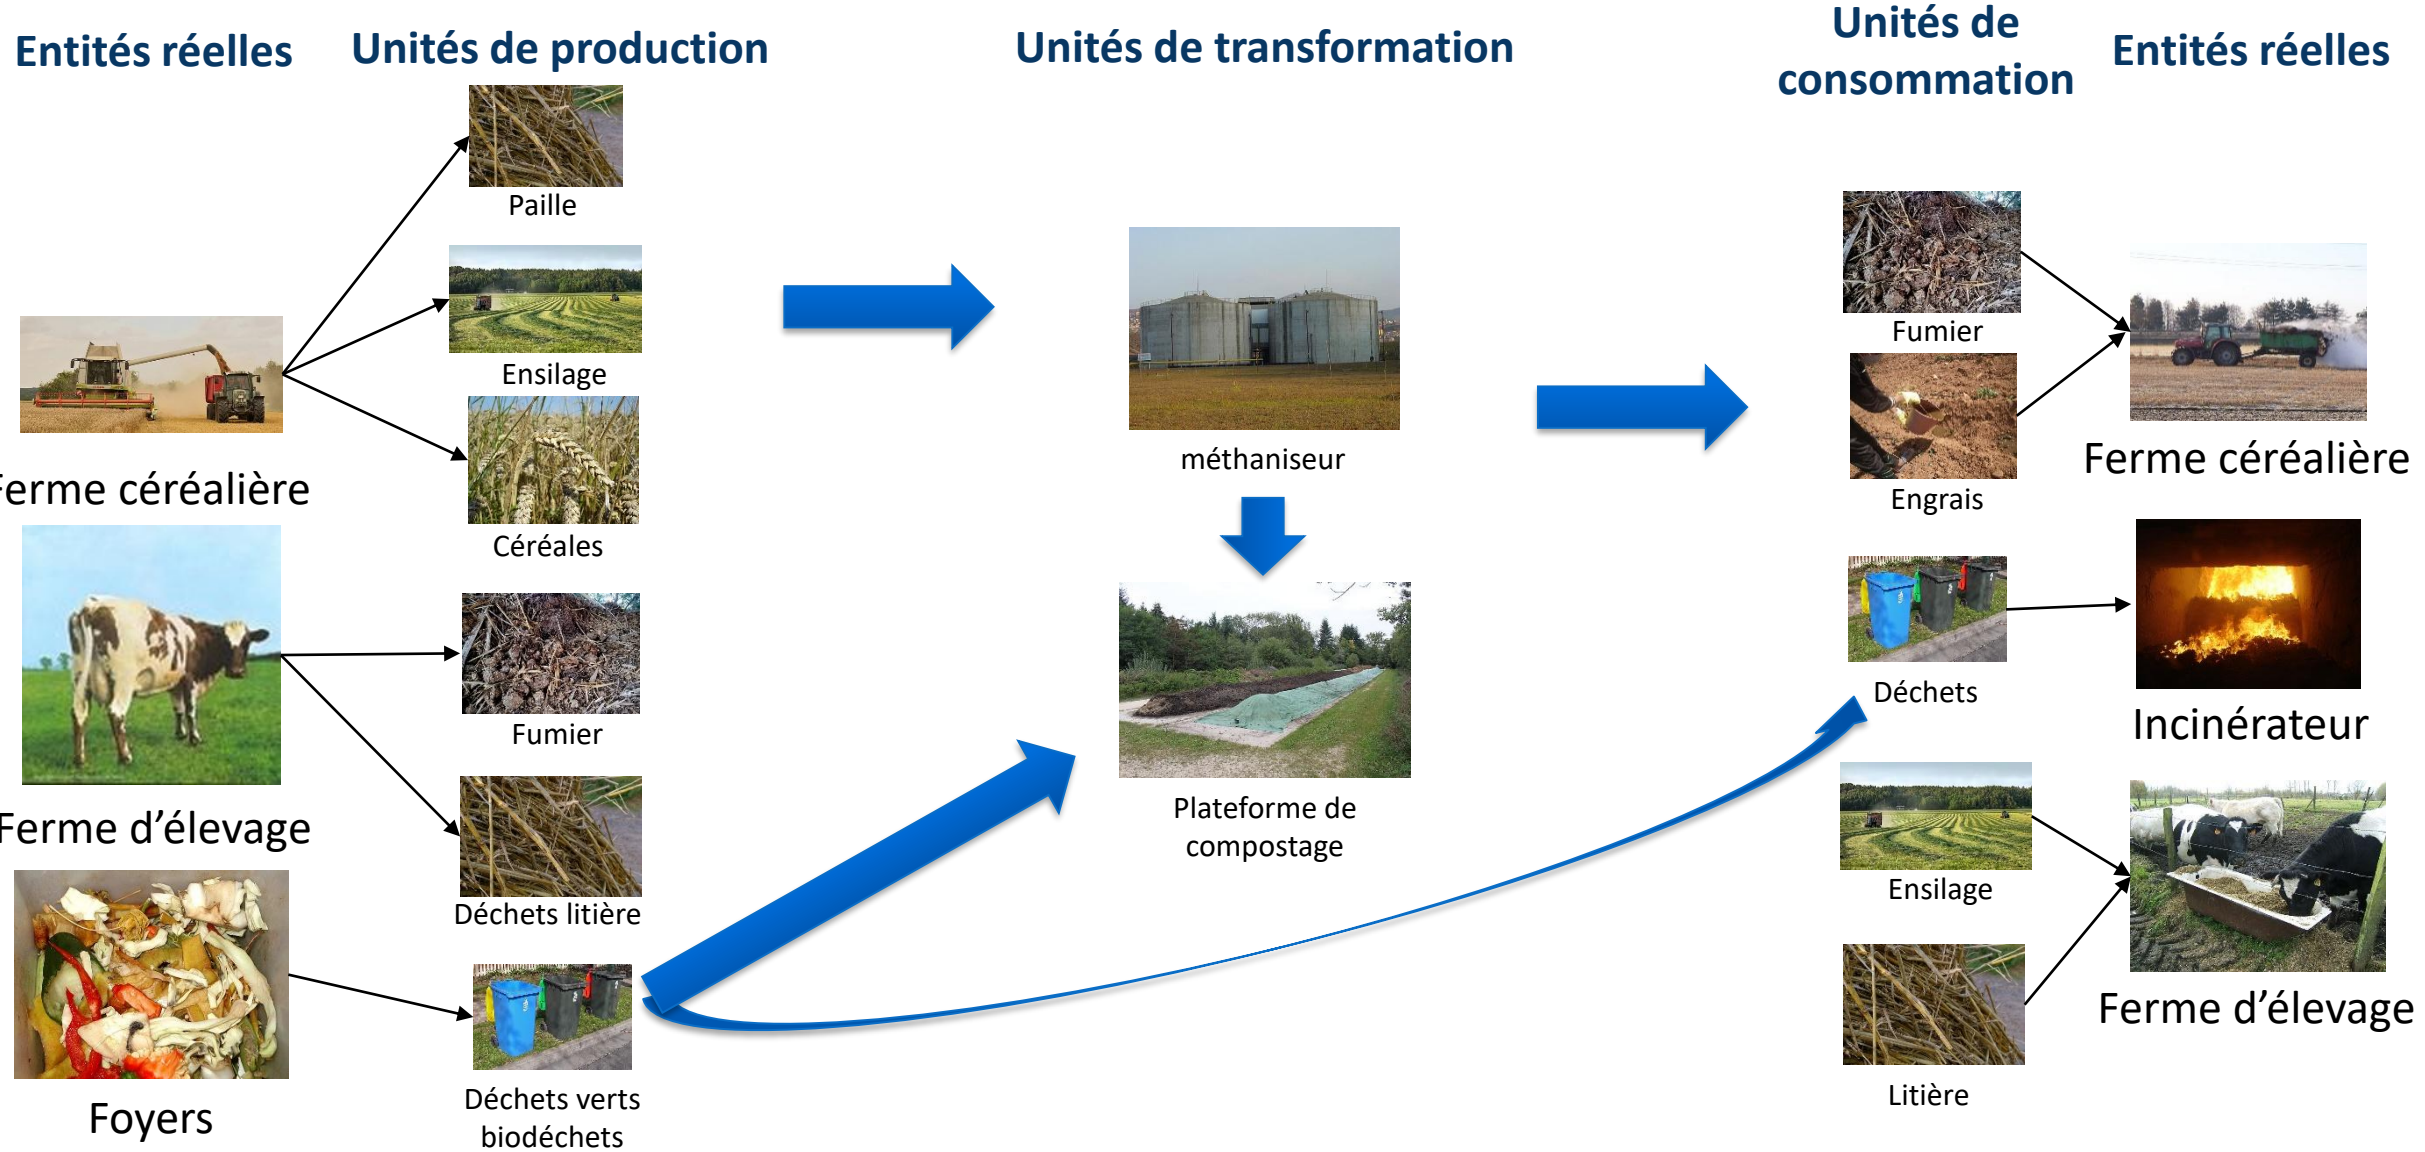 Entités réelles
Unités de production
Unités de transformation
Unités de
consommation
Entités réelles
Paille
Ensilage
Céréales
Ferme céréalière
Fumier
Déchets litière
Ferme d’élevage
Déchets verts
biodéchets
Foyers
méthaniseur
Plateforme de
compostage
Fumier
Engrais
Ferme céréalière
Déchets
Incinérateur
Ensilage
Litière
Ferme d’élevage